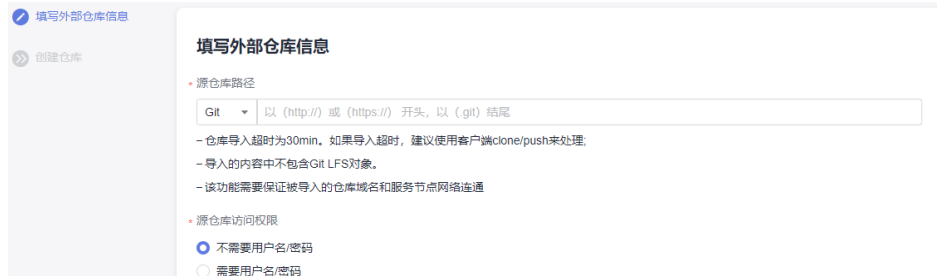 填写外部仓库信息
创建仓库
填写外部仓库信息
* 源仓库路径
Git 以（http://）或（https://） 开头，以（.git）结尾
– 仓库导入超时为30min。如果导入超时，建议使用客户端clone/push来处理;
– 导入的内容中不包含Git LFS对象。
– 该功能需要保证被导入的仓库域名和服务节点网络连通
* 源仓库访问权限
不需要用户名/密码
需要用户名/密码